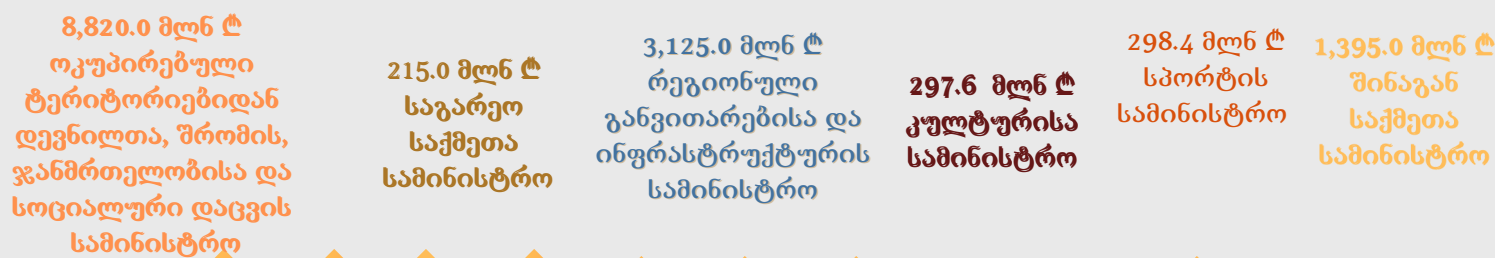 8,820.0 მლნ ₾
ოკუპირებული
ტერიტორიებიდან
დევნილთა, შრომის,
ჯანმრთელობისა და
სოციალური დაცვის
სამინისტრო
215.0 მლნ ₾
საგარეო
საქმეთა
სამინისტრო
3,125.0 მლნ ₾
რეგიონული
განვითარებისა და
ინფრასტრუქტურის
სამინისტრო
297.6 მლნ ₾
კულტურისა
სამინისტრო
298.4 მლნ ₾
სპორტის
სამინისტრო
1,395.0 მლნ ₾
შინაგან
საქმეთა
სამინისტრო